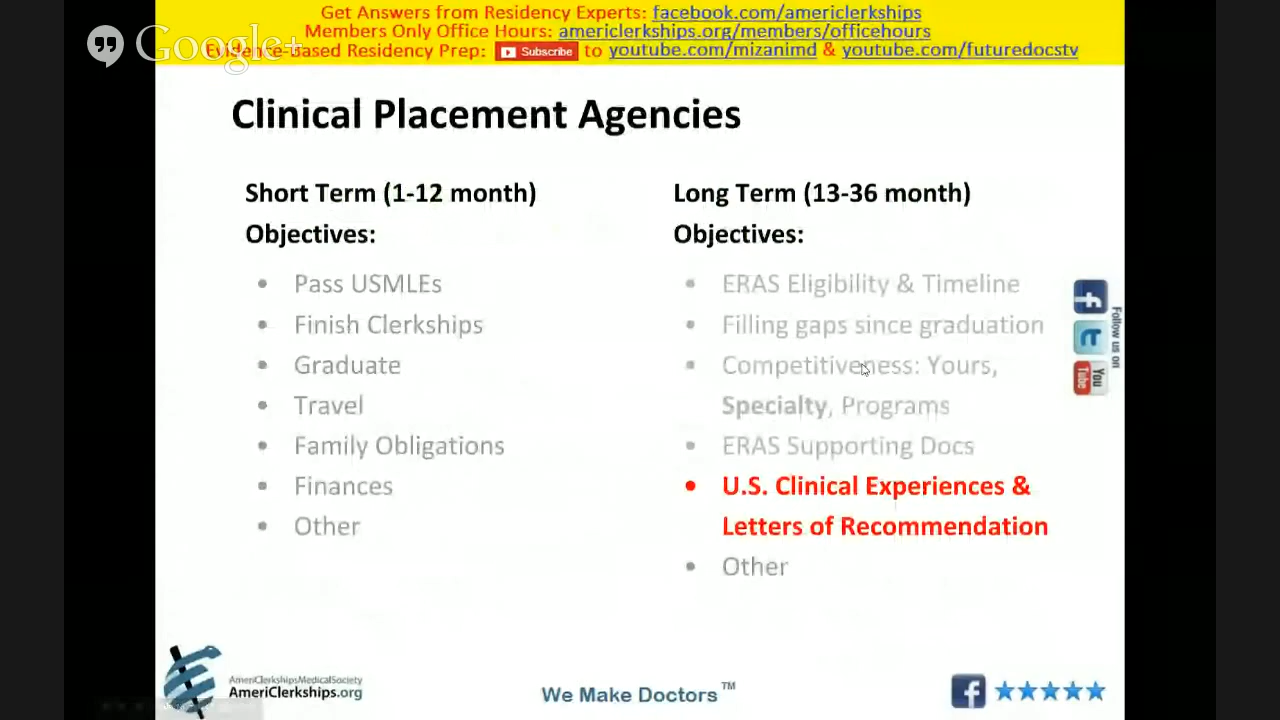 Get Answers from Residency Experts: facebook.com/americlerkships
Members Only Office Hours: americlerkships.org/members/officehours
Evidence-Based Residency Prep: Subscribe to youtube.com/mizanimd & youtube.com/futuredocstv
Google+
Clinical Placement Agencies
Short Term (1-12 month)
Objectives:
• Pass USMLEs
• Finish Clerkships
• Graduate
• Travel
• Family Obligations
• Finances
• Other
Long Term (13-36 month)
Objectives:
• ERAS Eligibility & Timeline
• Filling gaps since graduation
• Competitiveness: Yours,
Specialty, Programs
• ERAS Supporting Docs
• U.S. Clinical Experiences &
Letters of Recommendation
• Other
Follow us on
You
Tube
AmeriClerkshipsMedicalSociety
AmeriClerkships.org
We Make Doctors™